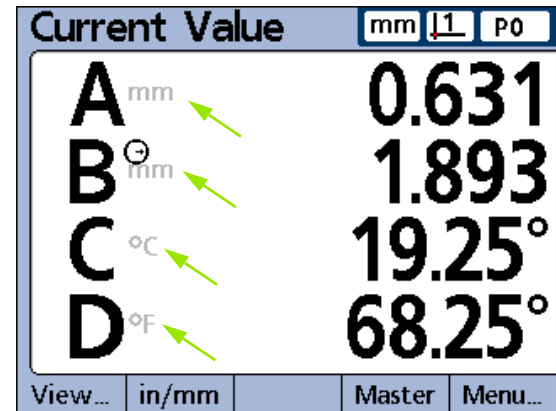 Current Value mm 1 P0
A mm 0.631
B mm 1.893
C °C 19.25°
D °F 68.25°
View... in/mm Master Menu...